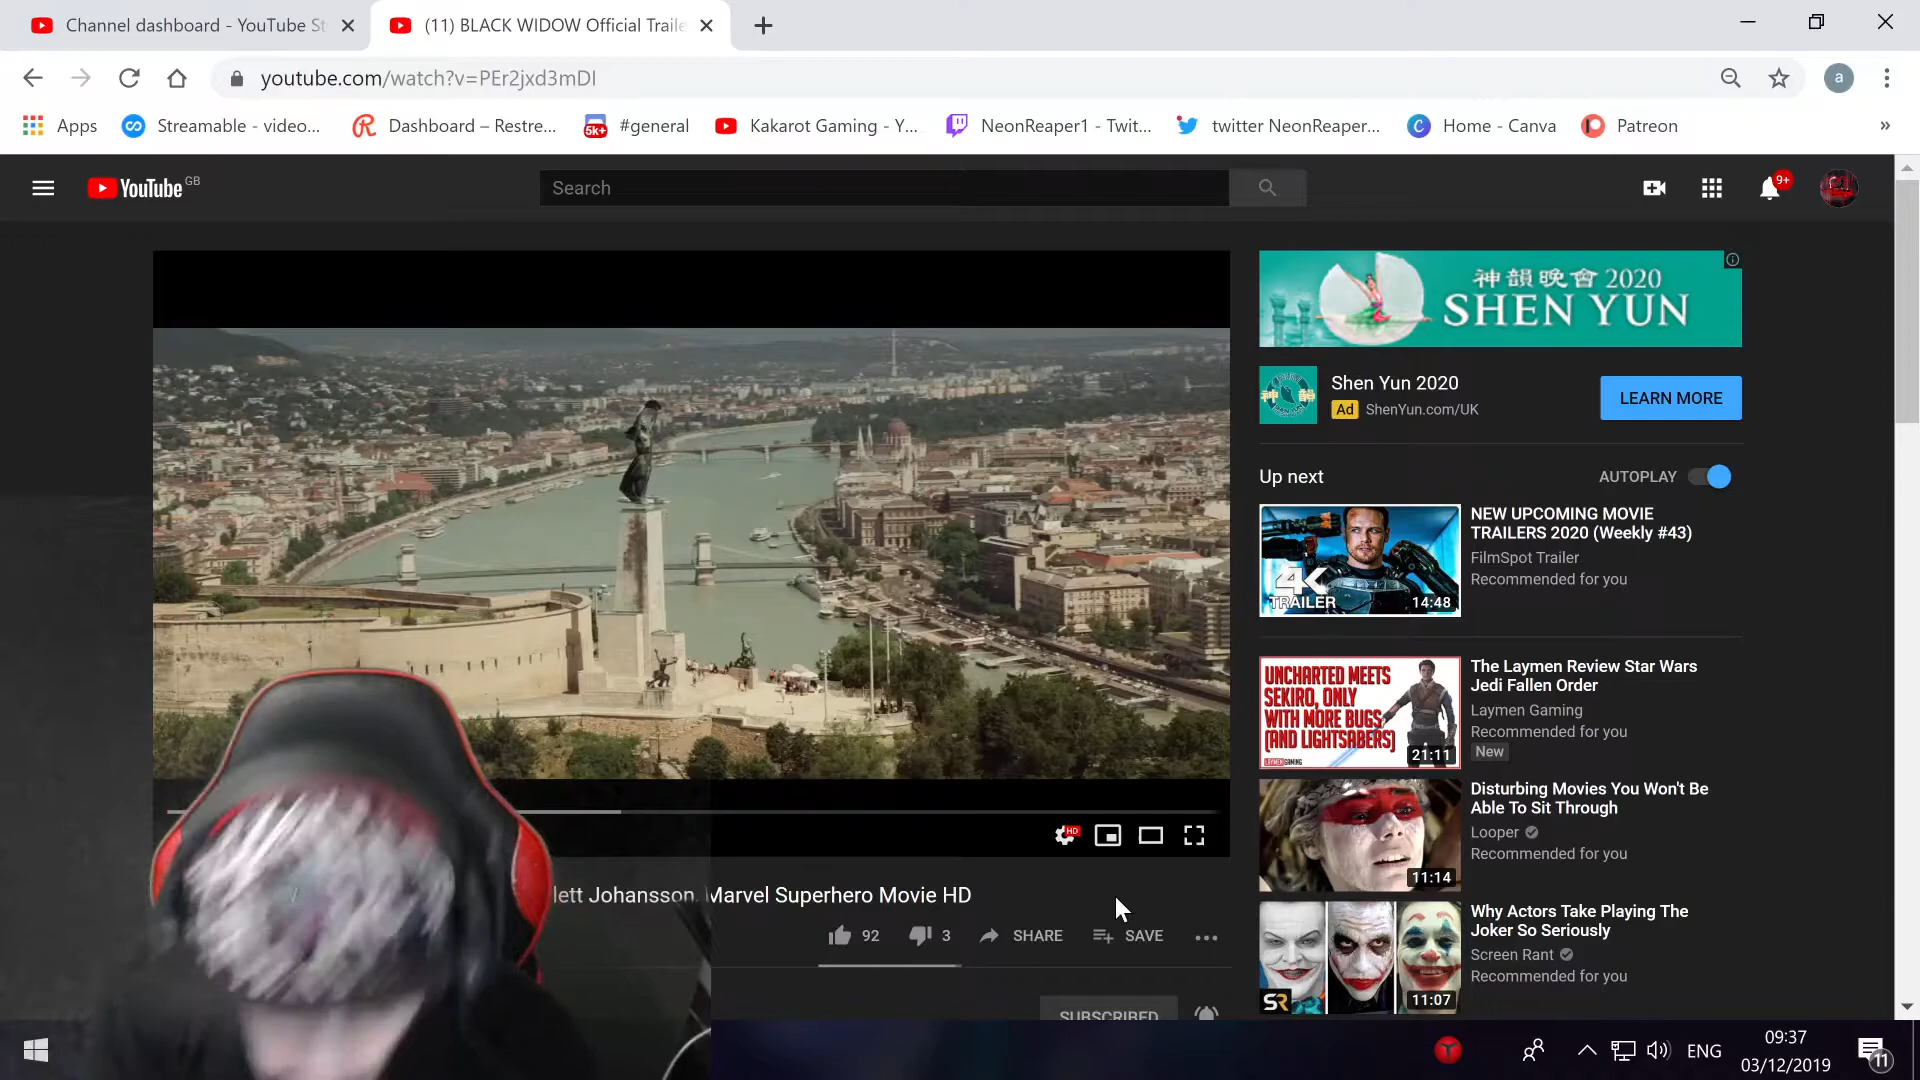 Channel dashboard - YouTube St
(11) BLACK WIDOW Official Traile
youtube.com/watch?v=PEr2jxd3mDI
a
Apps
Streamable - video...
Dashboard – Restre...
5k+
#general
Kakarot Gaming - Y...
NeonReaper1 - Twit...
twitter NeonReaper...
Home - Canva
Patreon
»
YouTube GB
Search
9+
神韻晚會 2020
SHEN YUN
神韻
Shen Yun 2020
Ad ShenYun.com/UK
LEARN MORE
Up next
AUTOPLAY
4K
TRAILER
14:48
NEW UPCOMING MOVIE
TRAILERS 2020 (Weekly #43)
FilmSpot Trailer
Recommended for you
UNCHARTED MEETS
SEKIRO, ONLY
WITH MORE BUGS
(AND LIGHTSABERS)
LAYMEN GAMING
21:11
The Laymen Review Star Wars
Jedi Fallen Order
Laymen Gaming
Recommended for you
New
11:14
Disturbing Movies You Won't Be
Able To Sit Through
Looper
Recommended for you
SR
11:07
Why Actors Take Playing The
Joker So Seriously
Screen Rant
Recommended for you
HD
lett Johansson, Marvel Superhero Movie HD
92
3
SHARE
SAVE
SUBSCRIBED
ENG
09:37
03/12/2019
11